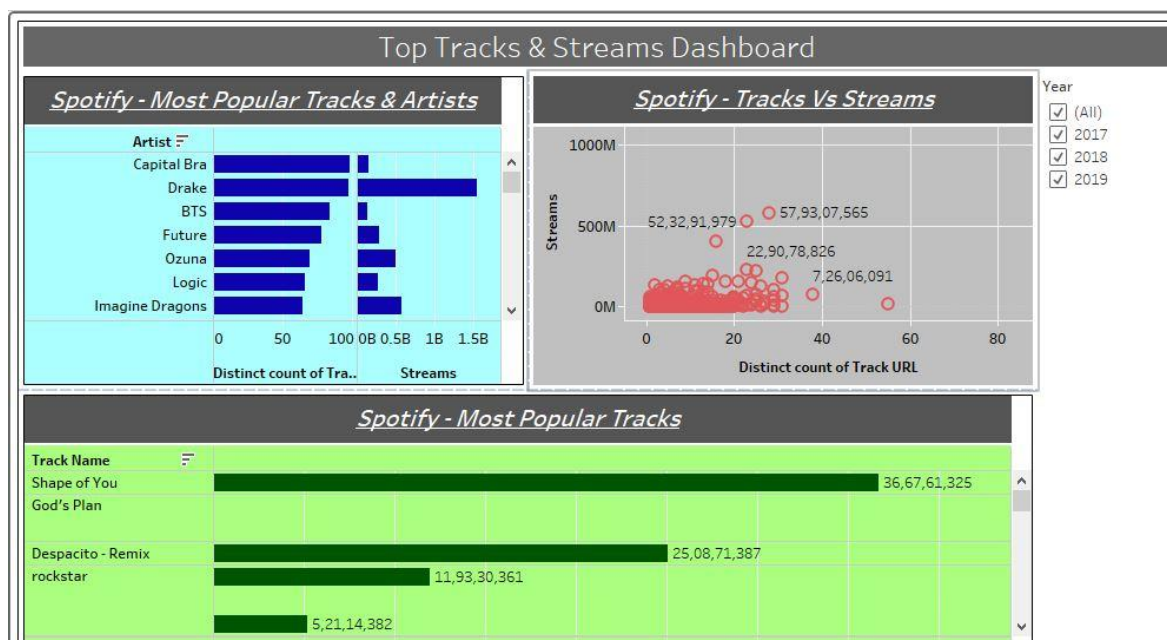 Top Tracks & Streams Dashboard
Spotify - Most Popular Tracks & Artists
Artist
Capital Bra
Drake
BTS
Future
Ozuna
Logic
Imagine Dragons
0 50 100 0B 0.5B 1B 1.5B
Distinct count of Tra.. Streams
Spotify - Tracks Vs Streams
1000M
500M
0M
Streams
52,32,91,979
57,93,07,565
22,90,78,826
7,26,06,091
0 20 40 60 80
Distinct count of Track URL
Year
(All)
2017
2018
2019
Spotify - Most Popular Tracks
Track Name
Shape of You 36,67,61,325
God's Plan
Despacito - Remix 25,08,71,387
rockstar 11,93,30,361
5,21,14,382